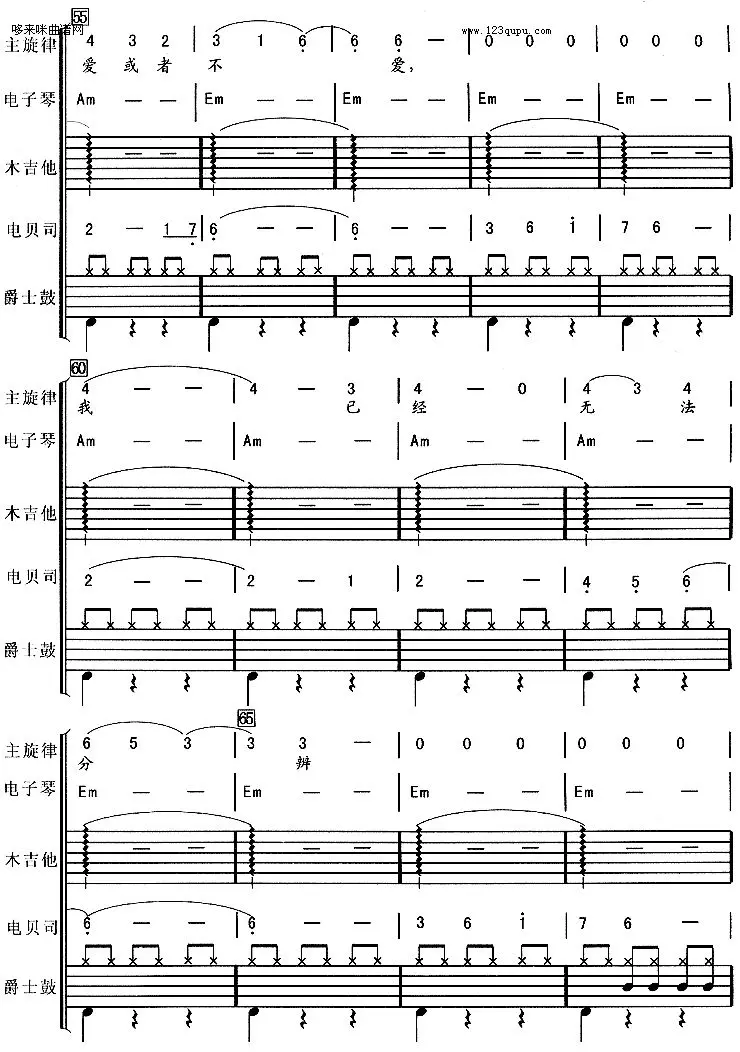 哆来咪曲谱网 www.123qupu.com
55
主旋律 4 3 2 | 3 1 6 | 6 6 — | 0 0 0 | 0 0 0 |
爱或者 不 爱,
电子琴 Am — — | Em — — | Em — — | Em — — | Em — — |
木吉他 — — | — — | — — | — — | — — |
电贝司 2 — 1 7 | 6 — — | 6 — — | 3 6 1 | 7 6 — |
爵士鼓
60
主旋律 4 — — | 4 — 3 | 4 — 0 | 4 3 4 |
我 已 经 无 法
电子琴 Am — — | Am — — | Am — — | Am — — |
木吉他 — — | — — | — — | — — |
电贝司 2 — — | 2 — 1 | 2 — — | 4 5 6 |
爵士鼓
65
主旋律 6 5 3 | 3 3 — | 0 0 0 | 0 0 0 |
分 辨
电子琴 Em — — | Em — — | Em — — | Em — — |
木吉他 — — | — — | — — | — — |
电贝司 6 — — | 6 — — | 3 6 1 | 7 6 — |
爵士鼓